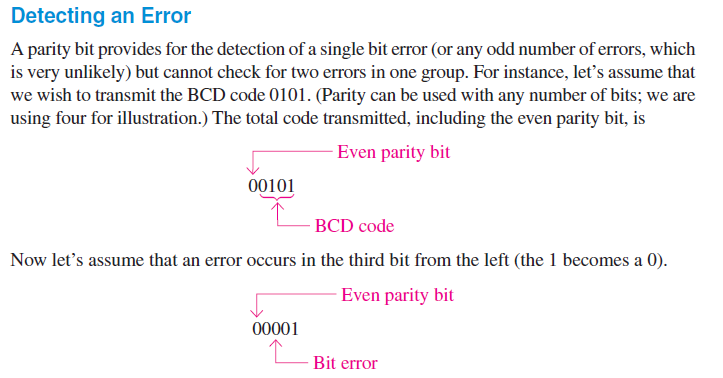 Detecting an Error
A parity bit provides for the detection of a single bit error (or any odd number of errors, which
is very unlikely) but cannot check for two errors in one group. For instance, let’s assume that
we wish to transmit the BCD code 0101. (Parity can be used with any number of bits; we are
using four for illustration.) The total code transmitted, including the even parity bit, is
Even parity bit
00101
BCD code
Now let’s assume that an error occurs in the third bit from the left (the 1 becomes a 0).
Even parity bit
00001
Bit error